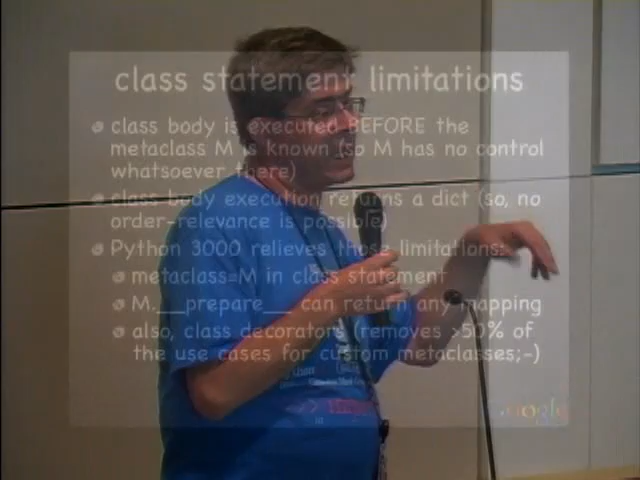 class statement limitations
class body is executed BEFORE the
metaclass M is known (so M has no control
whatsoever there)
class body execution returns a dict (so, no
order-relevance is possible)
Python 3000 relieves those limitations:
metaclass M in class statement
M.__prepare__ can return any mapping
also, class decorators (removes >50% of
the use cases for custom metaclasses;-)
Google